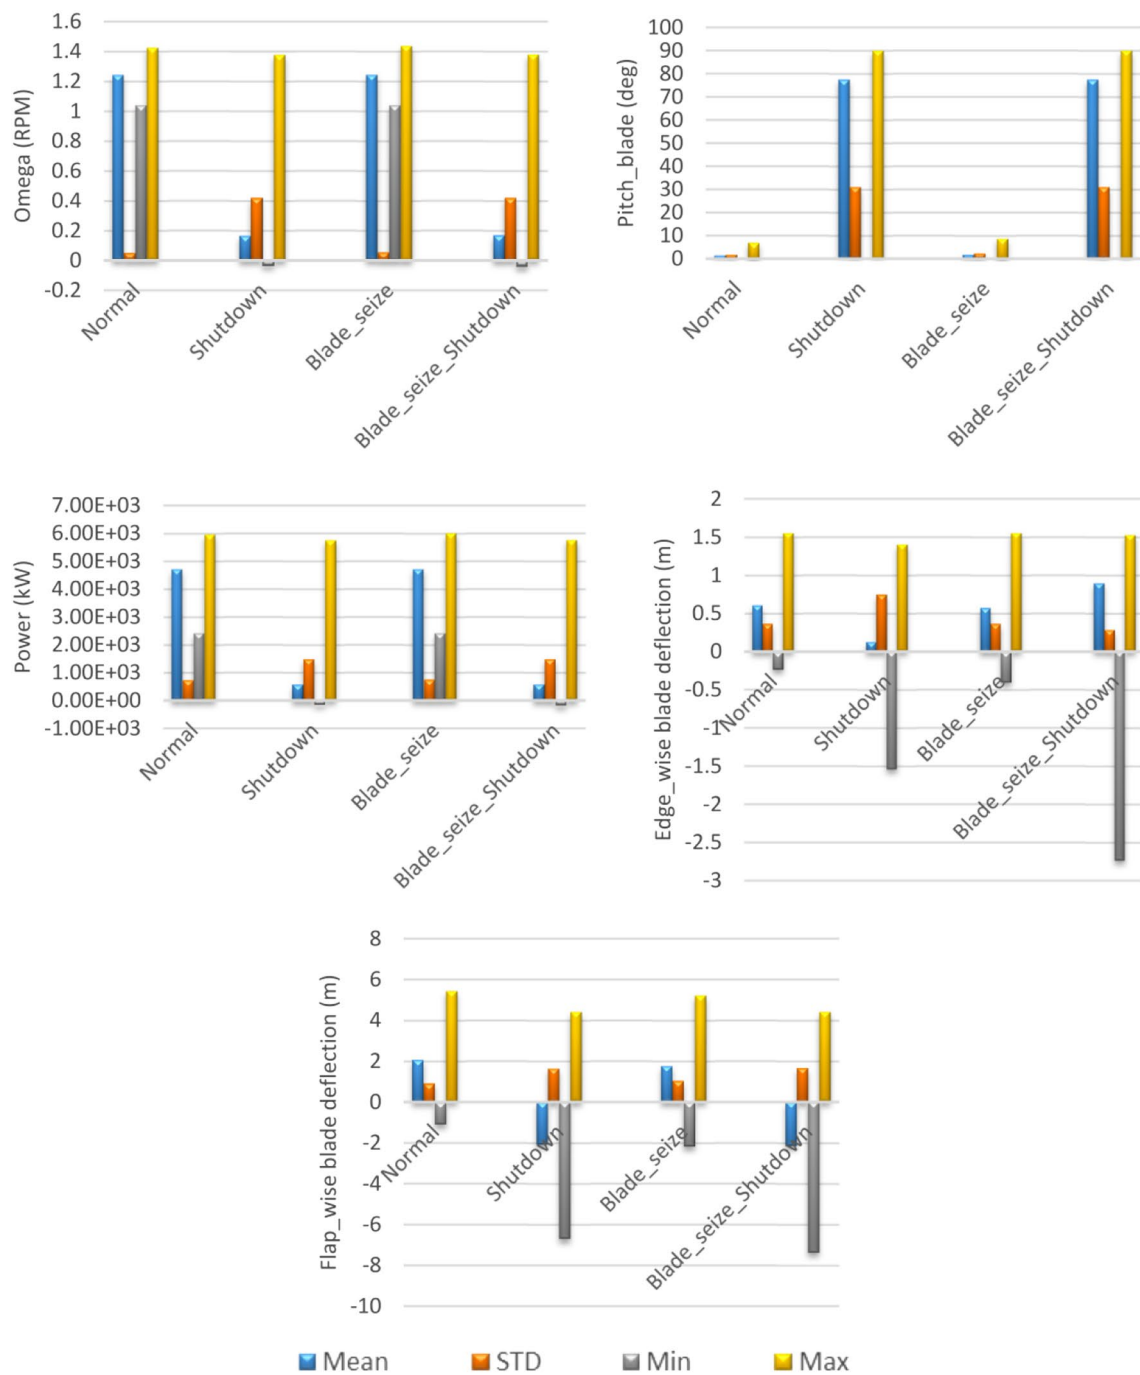 Omega (RPM)
1.6
1.4
1.2
1
0.8
0.6
0.4
0.2
0
-0.2
Normal
Shutdown
Blade_seize
Blade_seize_Shutdown
Pitch_blade (deg)
100
90
80
70
60
50
40
30
20
10
0
Normal
Shutdown
Blade_seize
Blade_seize_Shutdown
Power (kW)
7.00E+03
6.00E+03
5.00E+03
4.00E+03
3.00E+03
2.00E+03
1.00E+03
0.00E+00
-1.00E+03
Normal
Shutdown
Blade_seize
Blade_seize_Shutdown
Edge_wise blade deflection (m)
2
1.5
1
0.5
0
-0.5
-1
-1.5
-2
-2.5
-3
Normal
Shutdown
Blade_seize
Blade_seize_Shutdown
Flap_wise blade deflection (m)
8
6
4
2
0
-2
-4
-6
-8
-10
Normal
Shutdown
Blade_seize
Blade_seize_Shutdown
Mean STD Min Max